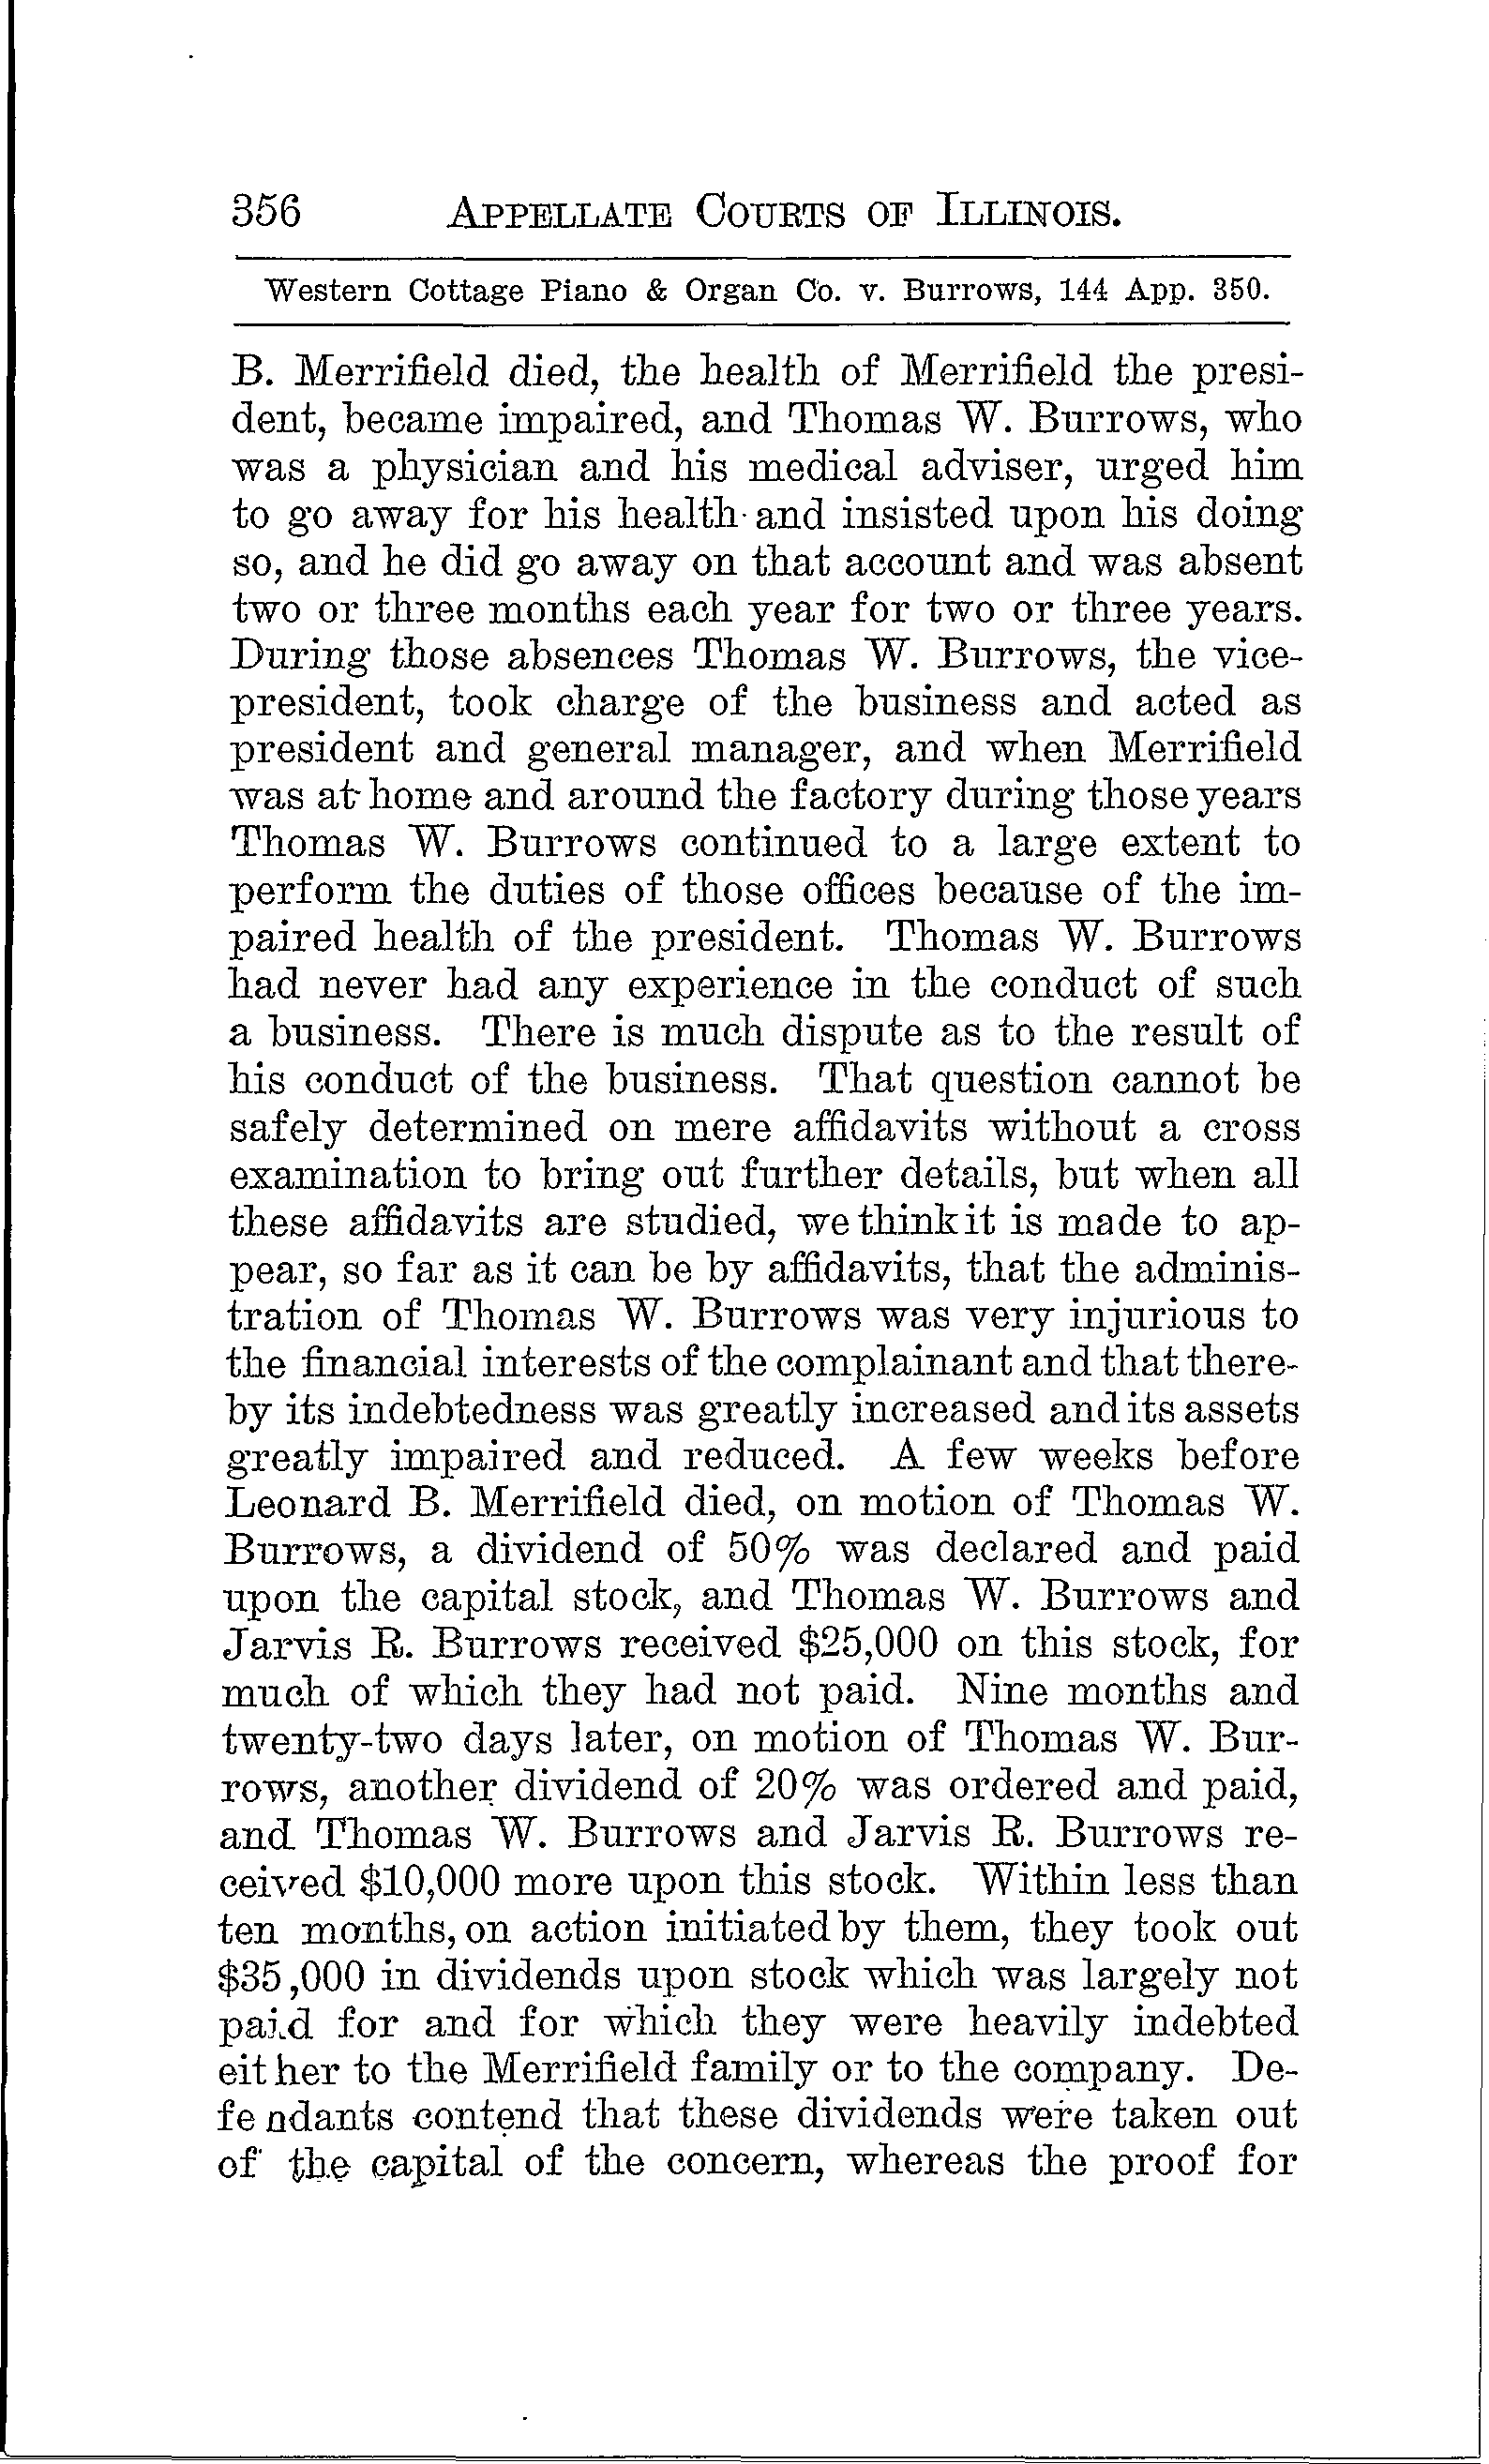 356 APPELLATE COURTS OF ILLINOIS.
Western Cottage Piano & Organ Co. v. Burrows, 144 App. 350.
B. Merrifield died, the health of Merrifield the presi-
dent, became impaired, and Thomas W. Burrows, who
was a physician and his medical adviser, urged him
to go away for his health and insisted upon his doing
so, and he did go away on that account and was absent
two or three months each year for two or three years.
During those absences Thomas W. Burrows, the vice-
president, took charge of the business and acted as
president and general manager, and when Merrifield
was at home and around the factory during those years
Thomas W. Burrows continued to a large extent to
perform the duties of those offices because of the im-
paired health of the president. Thomas W. Burrows
had never had any experience in the conduct of such
a business. There is much dispute as to the result of
his conduct of the business. That question cannot be
safely determined on mere affidavits without a cross
examination to bring out further details, but when all
these affidavits are studied, we think it is made to ap-
pear, so far as it can be by affidavits, that the adminis-
tration of Thomas W. Burrows was very injurious to
the financial interests of the complainant and that there-
by its indebtedness was greatly increased and its assets
greatly impaired and reduced. A few weeks before
Leonard B. Merrifield died, on motion of Thomas W.
Burrows, a dividend of 50% was declared and paid
upon the capital stock, and Thomas W. Burrows and
Jarvis R. Burrows received $25,000 on this stock, for
much of which they had not paid. Nine months and
twenty-two days later, on motion of Thomas W. Bur-
rows, another dividend of 20% was ordered and paid,
and Thomas W. Burrows and Jarvis R. Burrows re-
ceived $10,000 more upon this stock. Within less than
ten months, on action initiated by them, they took out
$35,000 in dividends upon stock which was largely not
paid for and for which they were heavily indebted
either to the Merrifield family or to the company. De-
fendants contend that these dividends were taken out
of the capital of the concern, whereas the proof for